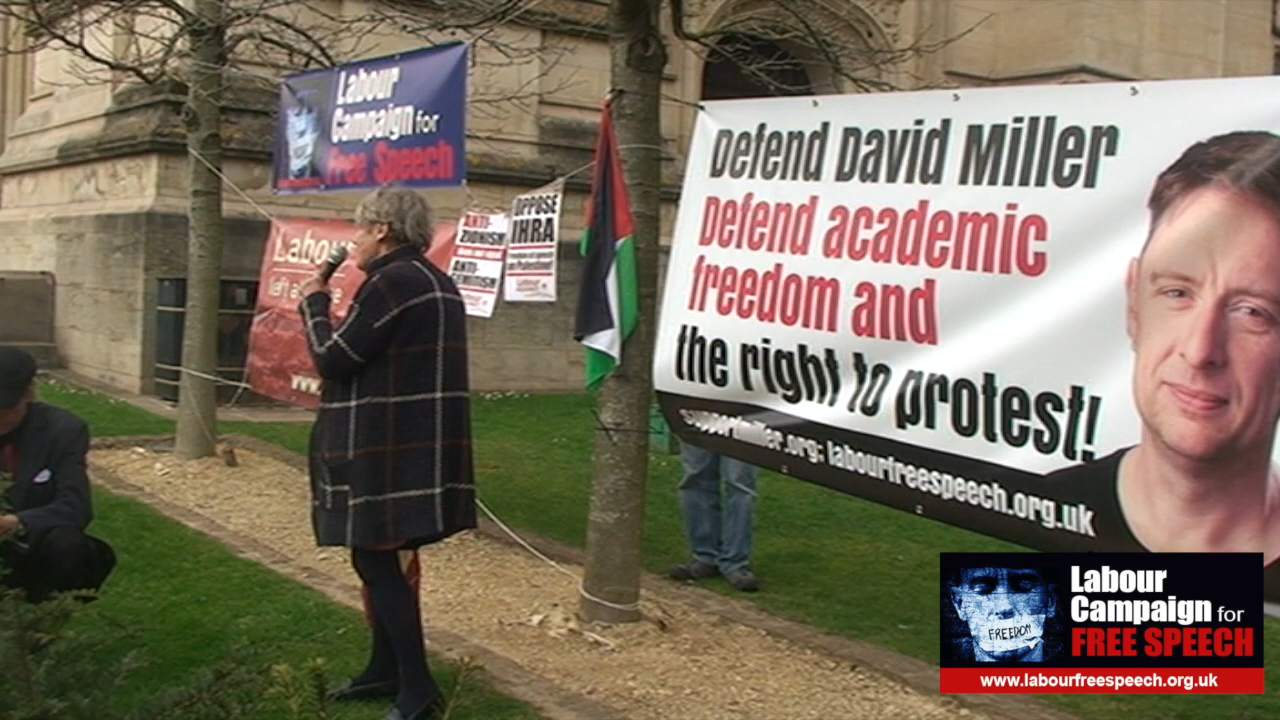 Labour
Campaign for
Free Speech
Labour
left
www.
ANTI-
ZIONISM
ANTI-
SEMITISM
OPPOSE
IHRA
Defend David Miller
Defend academic
freedom and
the right to protest!
supportmiller.org; labourfreespeech.org.uk
FREEDOM
Labour
Campaign for
FREE SPEECH
www.labourfreespeech.org.uk